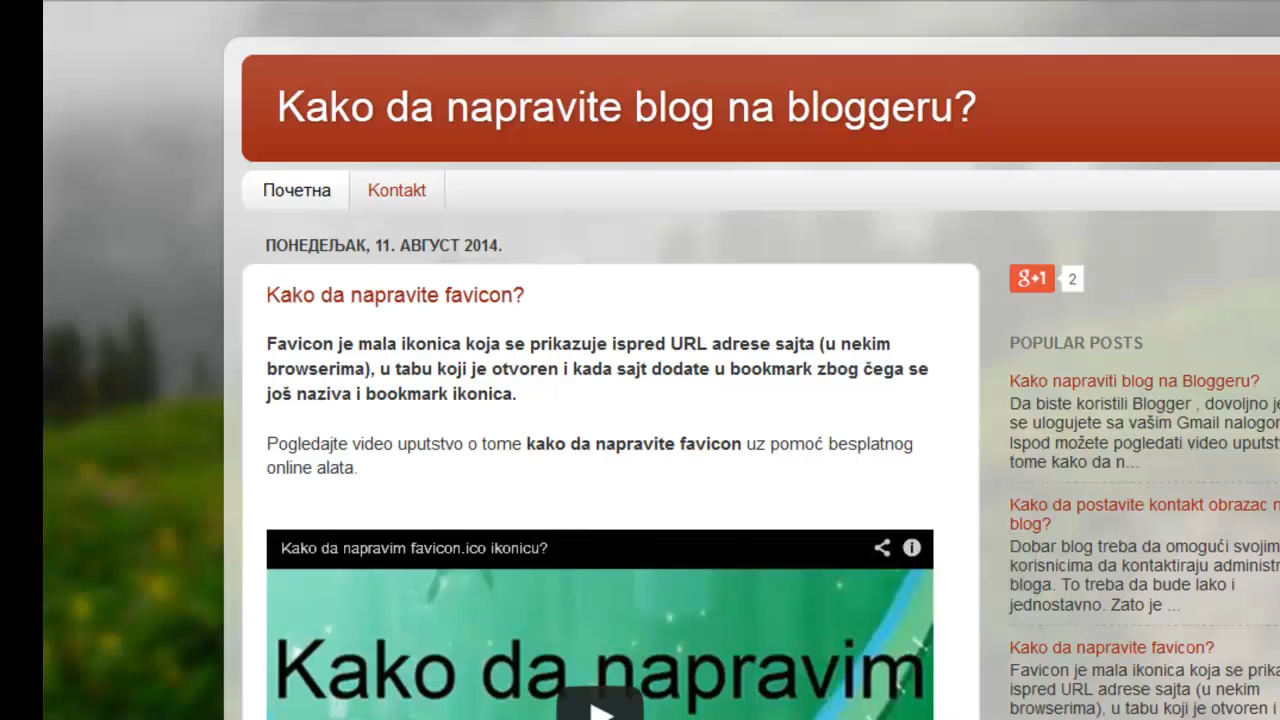 Kako da napravite blog na bloggeru?
Почетна
Kontakt
ПОНЕДЕЉАК, 11. АВГУСТ 2014.
Kako da napravite favicon?
Favicon je mala ikonica koja se prikazuje ispred URL adrese sajta (u nekim
browserima), u tabu koji je otvoren i kada sajt dodate u bookmark zbog čega se
još naziva i bookmark ikonica.
Pogledajte video uputstvo o tome kako da napravite favicon uz pomoć besplatnog
online alata.
Kako da napravim favicon.ico ikonicu?
Kako da napravim
g+1
2
POPULAR POSTS
Kako napraviti blog na Bloggeru?
Da biste koristili Blogger , dovoljno
se ulogujete sa vašim Gmail
Ispod možete pogledati video
tome kako da n...
Kako da postavite kontakt obrazac
blog?
Dobar blog treba da omogući svojim
korisnicima da kontaktiraju
bloga. To treba da bude lako i
jednostavno. Zato je ...
Kako da napravite favicon?
Favicon je mala ikonica koja se
ispred URL adrese sajta (u nekim
browserima), u tabu koji je otvoren i